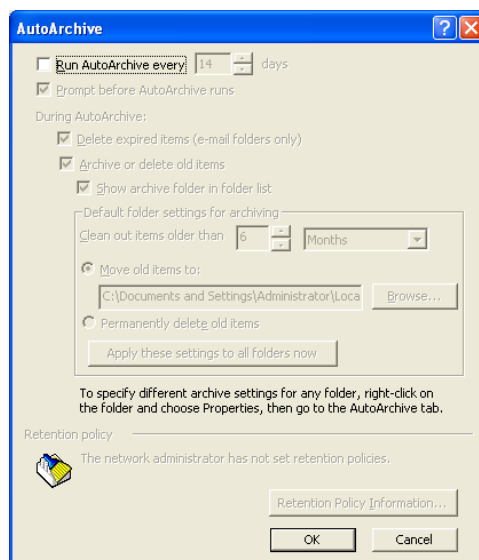 AutoArchive
Run AutoArchive every 14 days
Prompt before AutoArchive runs
During AutoArchive:
Delete expired items (e-mail folders only)
Archive or delete old items
Show archive folder in folder list
Default folder settings for archiving
Clean out items older than 6 Months
Move old items to:
C:\Documents and Settings\Administrator\Loca Browse...
Permanently delete old items
Apply these settings to all folders now
To specify different archive settings for any folder, right-click on
the folder and choose Properties, then go to the AutoArchive tab.
Retention policy
The network administrator has not set retention policies.
Retention Policy Information...
OK Cancel